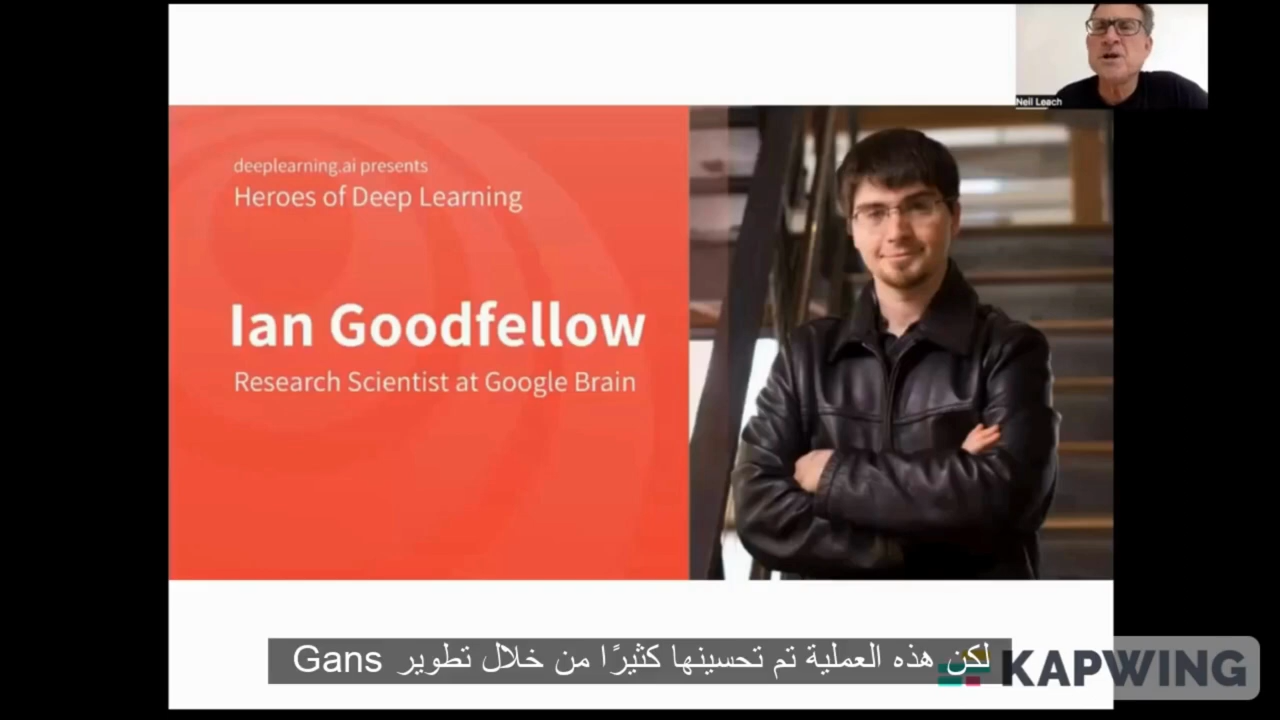 Neil Leach
deeplearning.ai presents
Heroes of Deep Learning
Ian Goodfellow
Research Scientist at Google Brain
لكن هذه العملية تم تحسينها كثيرًا من خلال تطوير Gans
KAPWING